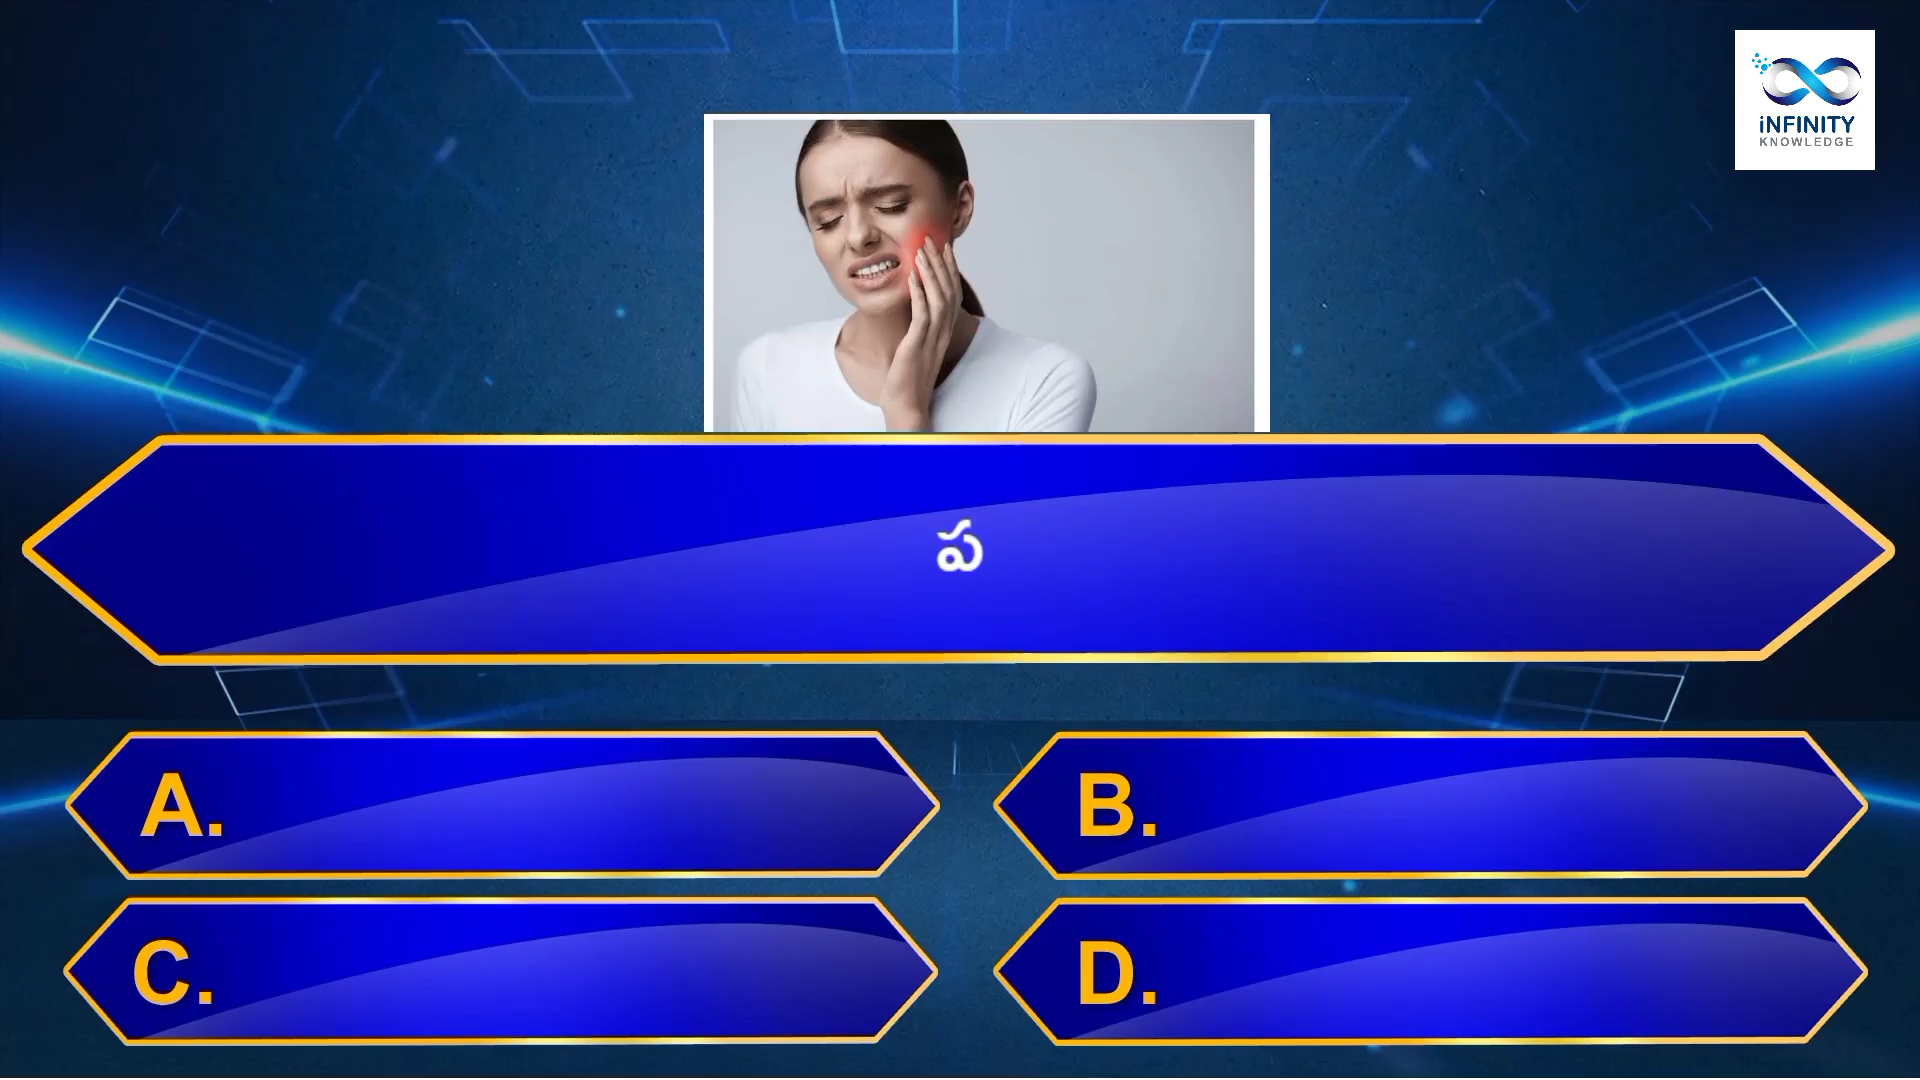 iNFINITY
KNOWLEDGE
ప
A.
B.
C.
D.